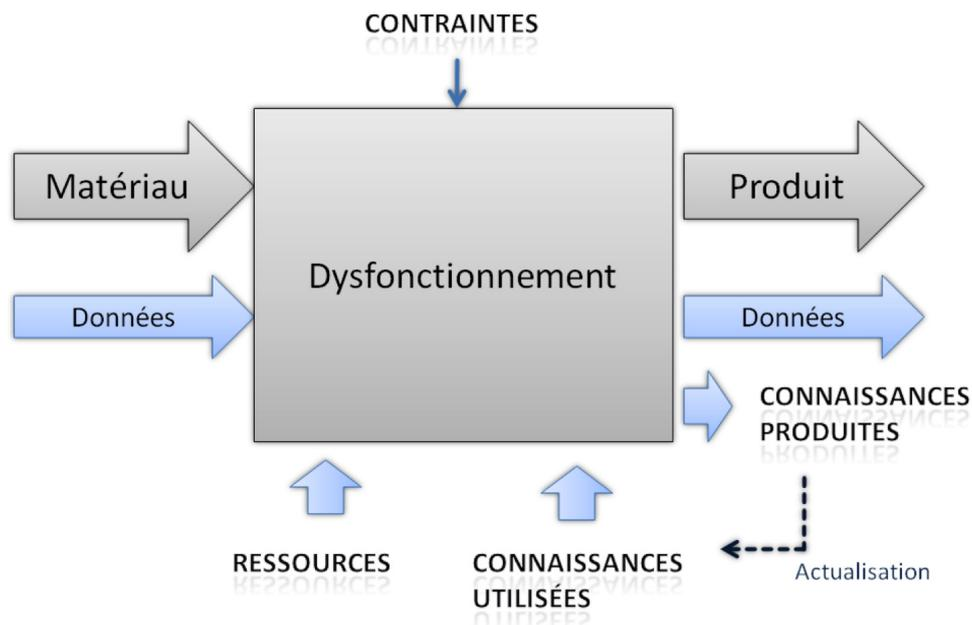 CONTRAINTES
Matériau
Produit
Dysfonctionnement
Données
Données
CONNAISSANCES
PRODUITES
RESSOURCES
CONNAISSANCES
UTILISÉES
Actualisation